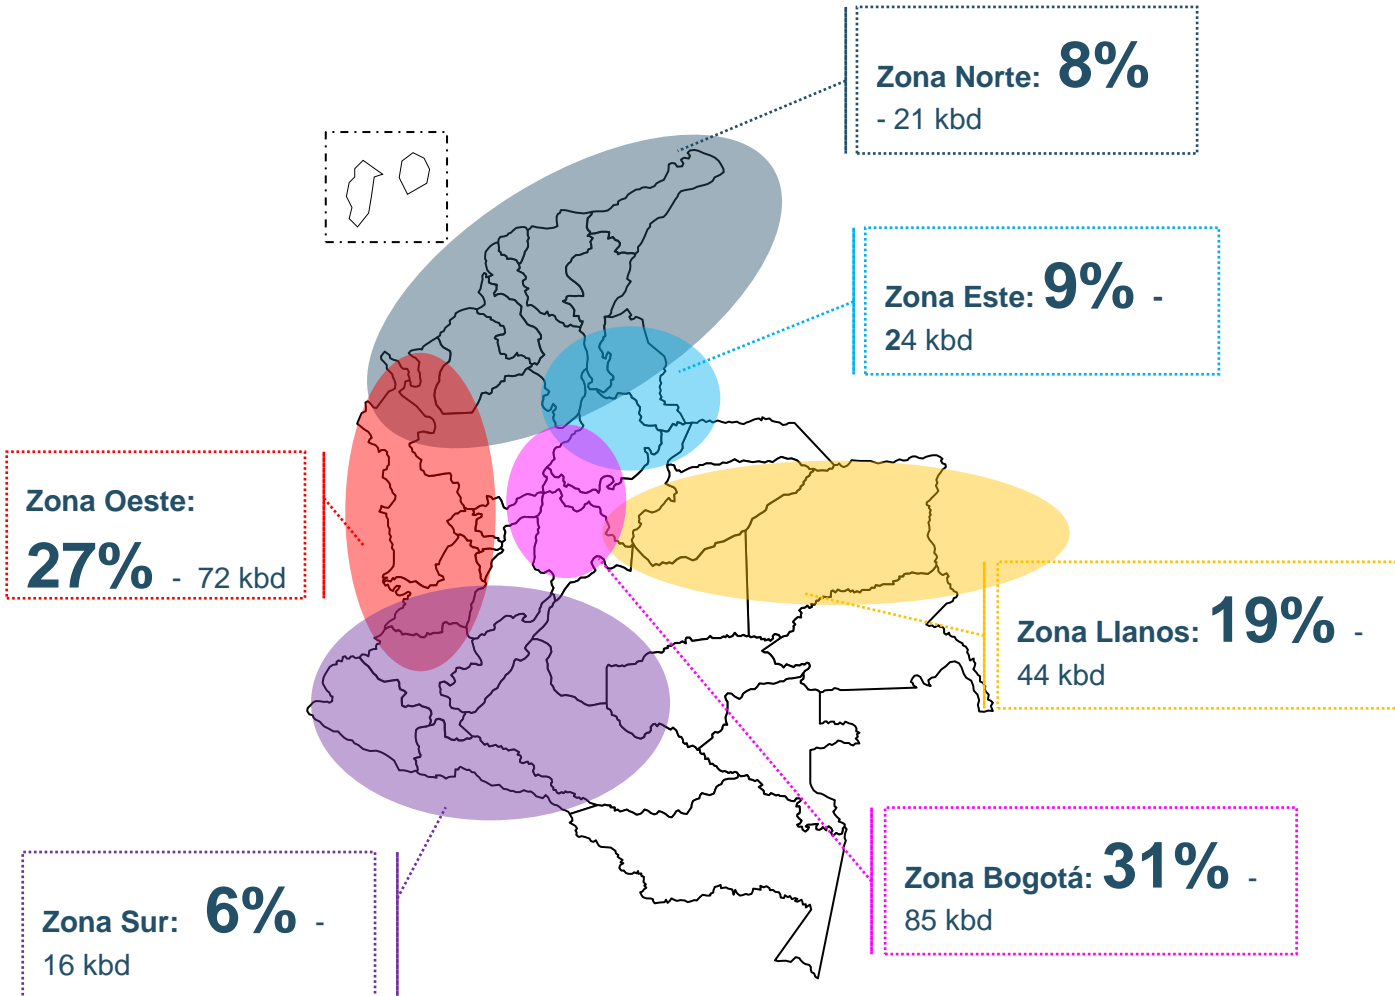 Zona Norte: 8%
- 21 kbd
Zona Este: 9% -
24 kbd
Zona Oeste:
27% - 72 kbd
Zona Llanos: 19% -
44 kbd
Zona Bogotá: 31% -
85 kbd
Zona Sur: 6% -
16 kbd